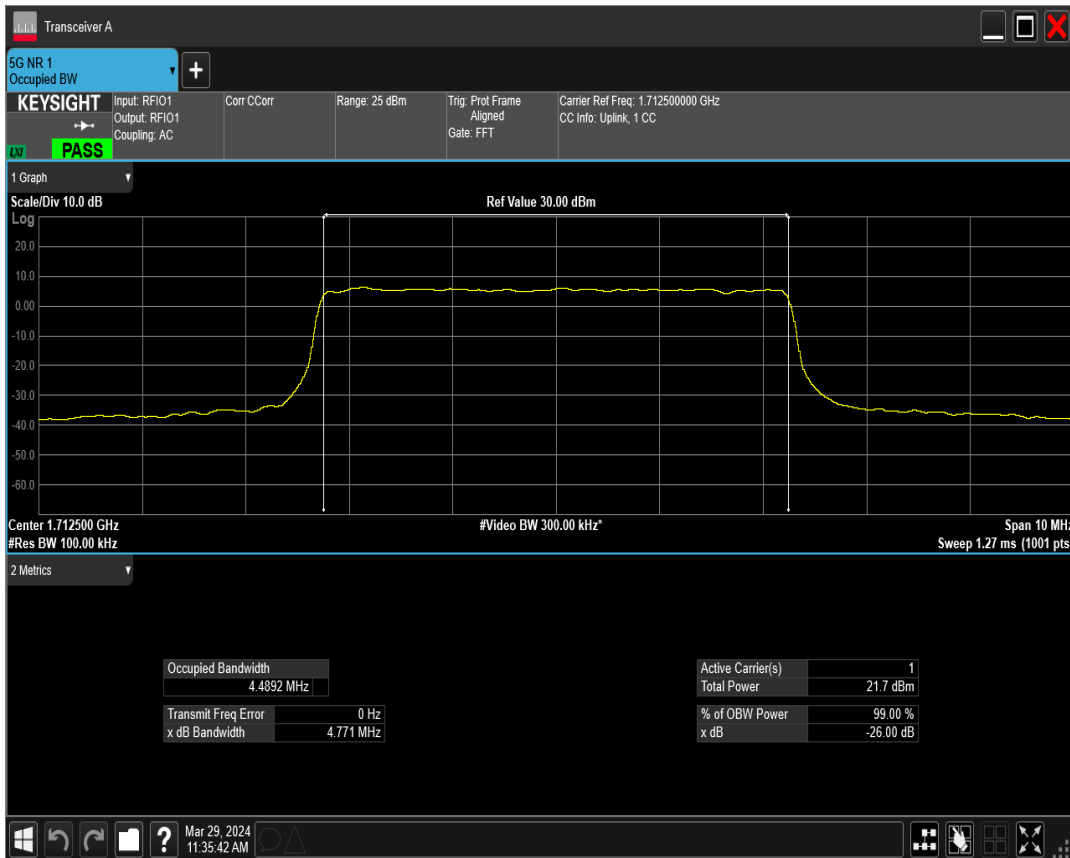 Transceiver A
5G NR 1
Occupied BW
KEYSIGHT
LXI
PASS
Input: RFIO1
Output: RFIO1
Coupling: AC
Corr CCorr
Range: 25 dBm
Trig: Prot Frame
Aligned
Gate: FFT
Carrier Ref Freq: 1.712500000 GHz
CC Info: Uplink, 1 CC
1 Graph
Scale/Div 10.0 dB
Ref Value 30.00 dBm
Log
20.0
10.0
0.00
-10.0
-20.0
-30.0
-40.0
-50.0
-60.0
Center 1.712500 GHz
#Video BW 300.00 kHz*
Span 10 MHz
#Res BW 100.00 kHz
Sweep 1.27 ms (1001 pts
2 Metrics
Occupied Bandwidth
4.4892 MHz
Transmit Freq Error 0 Hz
x dB Bandwidth 4.771 MHz
Active Carrier(s) 1
Total Power 21.7 dBm
% of OBW Power 99.00 %
x dB -26.00 dB
Mar 29, 2024
11:35:42 AM